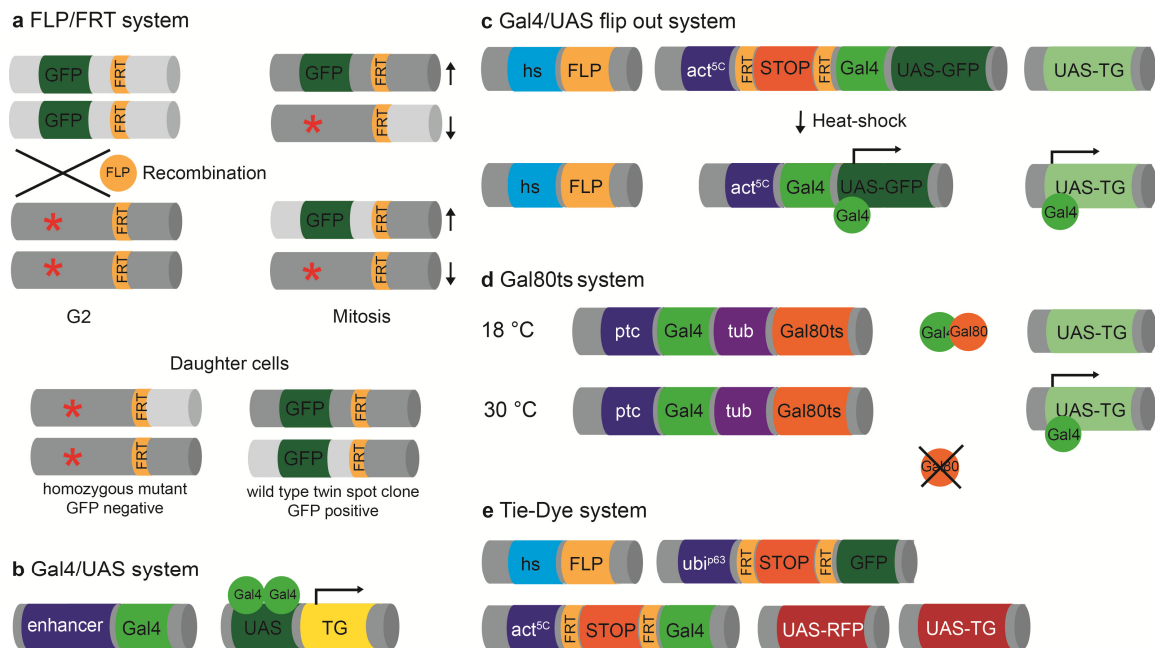 a FLP/FRT system
GFP FRT
GFP FRT
FLP Recombination
* FRT
* FRT
G2
GFP FRT
* FRT
GFP FRT
* FRT
Mitosis
Daughter cells
* FRT
* FRT
homozygous mutant
GFP negative
GFP FRT
GFP FRT
wild type twin spot clone
GFP positive
b Gal4/UAS system
enhancer Gal4
Gal4 Gal4
UAS TG
c Gal4/UAS flip out system
hs FLP
act5C FRT STOP FRT Gal4 UAS-GFP
UAS-TG
Heat-shock
hs FLP
act5C Gal4 UAS-GFP
Gal4
UAS-TG
Gal4
d Gal80ts system
18 °C
ptc Gal4 tub Gal80ts
Gal4 Gal80
UAS-TG
30 °C
ptc Gal4 tub Gal80ts
Gal80
UAS-TG
Gal4
e Tie-Dye system
hs FLP
ubip63 FRT STOP FRT GFP
act5C FRT STOP FRT Gal4
UAS-RFP
UAS-TG